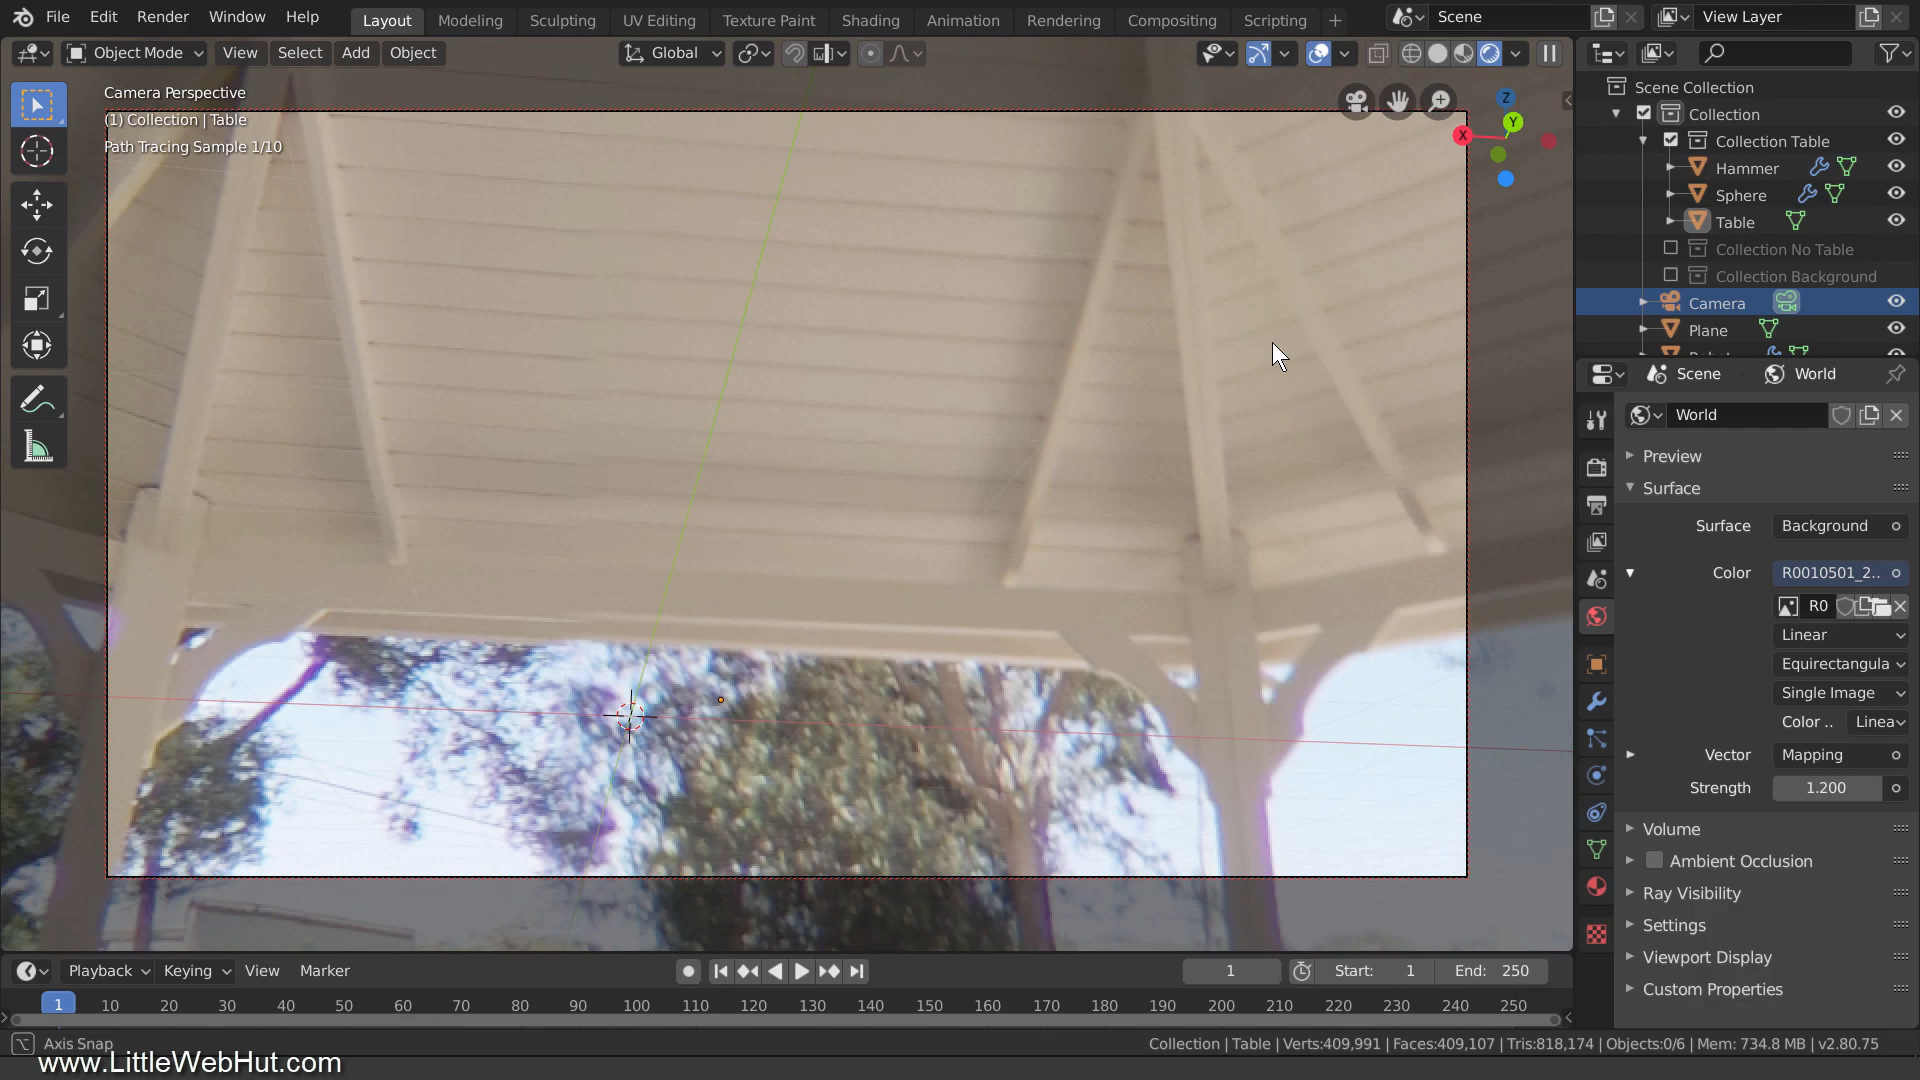 File Edit Render Window Help Layout Modeling Sculpting UV Editing Texture Paint Shading Animation Rendering Compositing Scripting + Scene View Layer
Object Mode View Select Add Object Global
Camera Perspective
(1) Collection | Table
Path Tracing Sample 1/10
Z
Y
X
Scene Collection
Collection
Collection Table
Hammer
Sphere
Table
Collection No Table
Collection Background
Camera
Plane
Scene World
World
Preview
Surface
Surface Background
Color R0010501_2..
R0
Linear
Equirectangula
Single Image
Color .. Linea
Vector Mapping
Strength 1.200
Volume
Ambient Occlusion
Ray Visibility
Settings
Viewport Display
Custom Properties
Playback Keying View Marker 1 Start: 1 End: 250
1 10 20 30 40 50 60 70 80 90 100 110 120 130 140 150 160 170 180 190 200 210 220 230 240 250
Axis Snap Collection | Table | Verts:409,991 | Faces:409,107 | Tris:818,174 | Objects:0/6 | Mem: 734.8 MB | v2.80.75
www.LittleWebHut.com